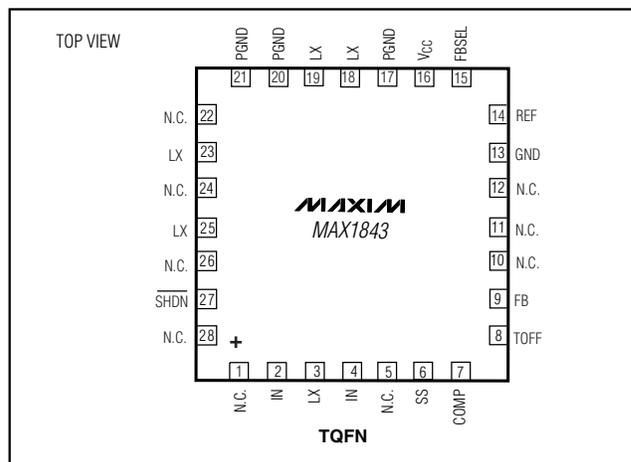 TOP VIEW
PGND
PGND
LX
LX
PGND
VCC
FBSEL
21
20
19
18
17
16
15
N.C.
22
LX
23
N.C.
24
LX
25
N.C.
26
SHDN
27
N.C.
28
14
REF
13
GND
12
N.C.
11
N.C.
10
N.C.
9
FB
8
TOFF
MAXIM
MAX1843
+
1
2
3
4
5
6
7
N.C.
IN
LX
IN
N.C.
SS
COMP
TQFN